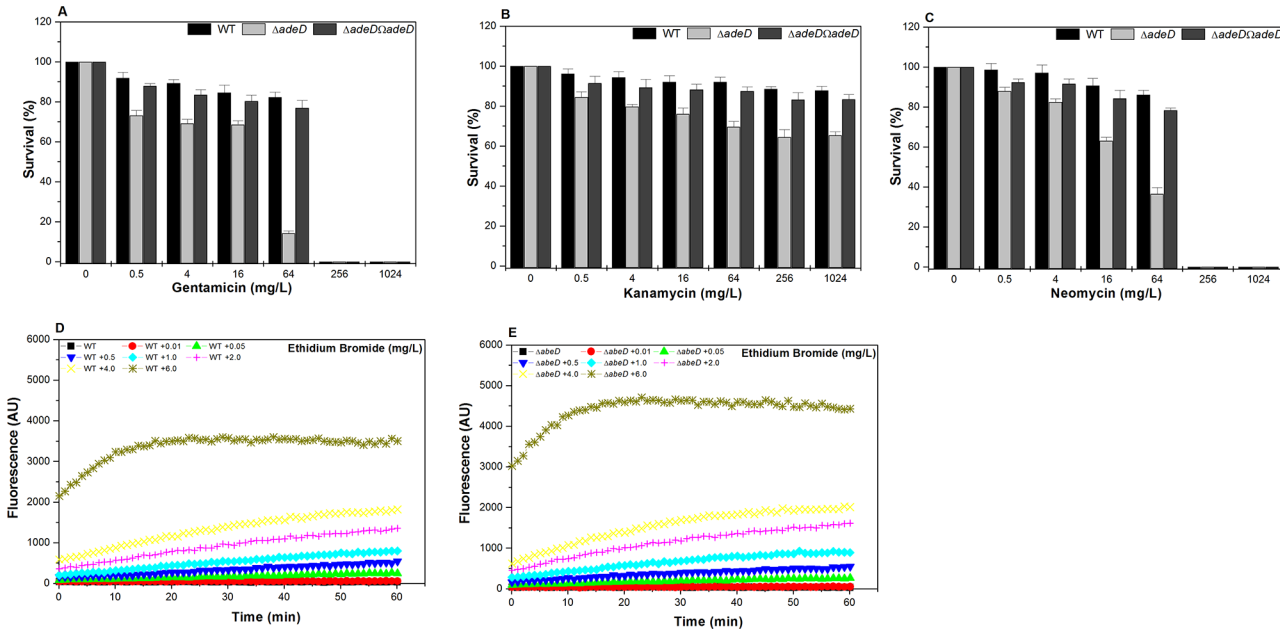 A
WT ΔadeD ΔadeDΩadeD
120
100
80
60
40
20
0
Survival (%)
0 0.5 4 16 64 256 1024
Gentamicin (mg/L)
B
WT ΔadeD ΔadeDΩadeD
120
100
80
60
40
20
0
Survival (%)
0 0.5 4 16 64 256 1024
Kanamycin (mg/L)
C
WT ΔadeD ΔadeDΩadeD
120
100
80
60
40
20
0
Survival (%)
0 0.5 4 16 64 256 1024
Neomycin (mg/L)
D
WT WT +0.01 WT +0.05
WT +0.5 WT +1.0 WT +2.0
WT +4.0 WT +6.0
Ethidium Bromide (mg/L)
6000
5000
4000
3000
2000
1000
0
Fluorescence (AU)
0 10 20 30 40 50 60
Time (min)
E
ΔabeD ΔabeD +0.01 ΔabeD +0.05
ΔabeD +0.5 ΔabeD +1.0 ΔabeD +2.0
ΔabeD +4.0 ΔabeD +6.0
Ethidium Bromide (mg/L)
6000
5000
4000
3000
2000
1000
0
Fluorescence (AU)
0 10 20 30 40 50 60
Time (min)